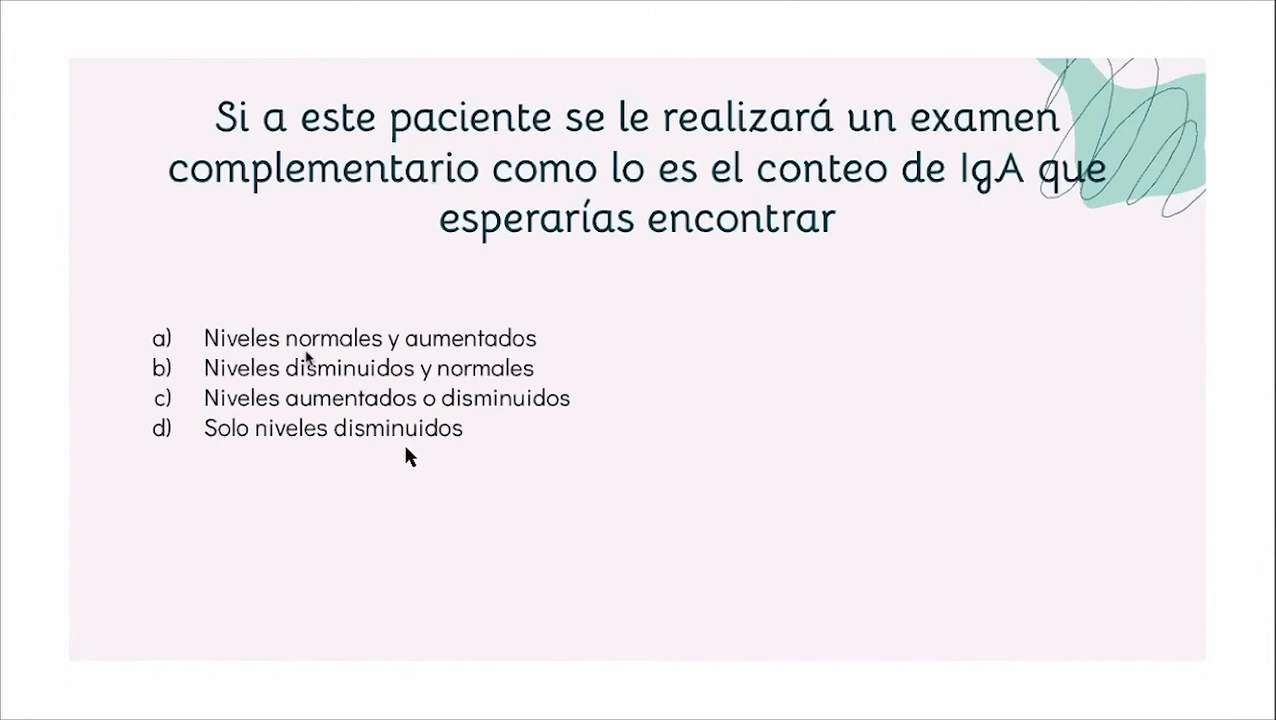 Si a este paciente se le realizará un examen
complementario como lo es el conteo de IgA que
esperarías encontrar
a) Niveles normales y aumentados
b) Niveles disminuidos y normales
c) Niveles aumentados o disminuidos
d) Solo niveles disminuidos